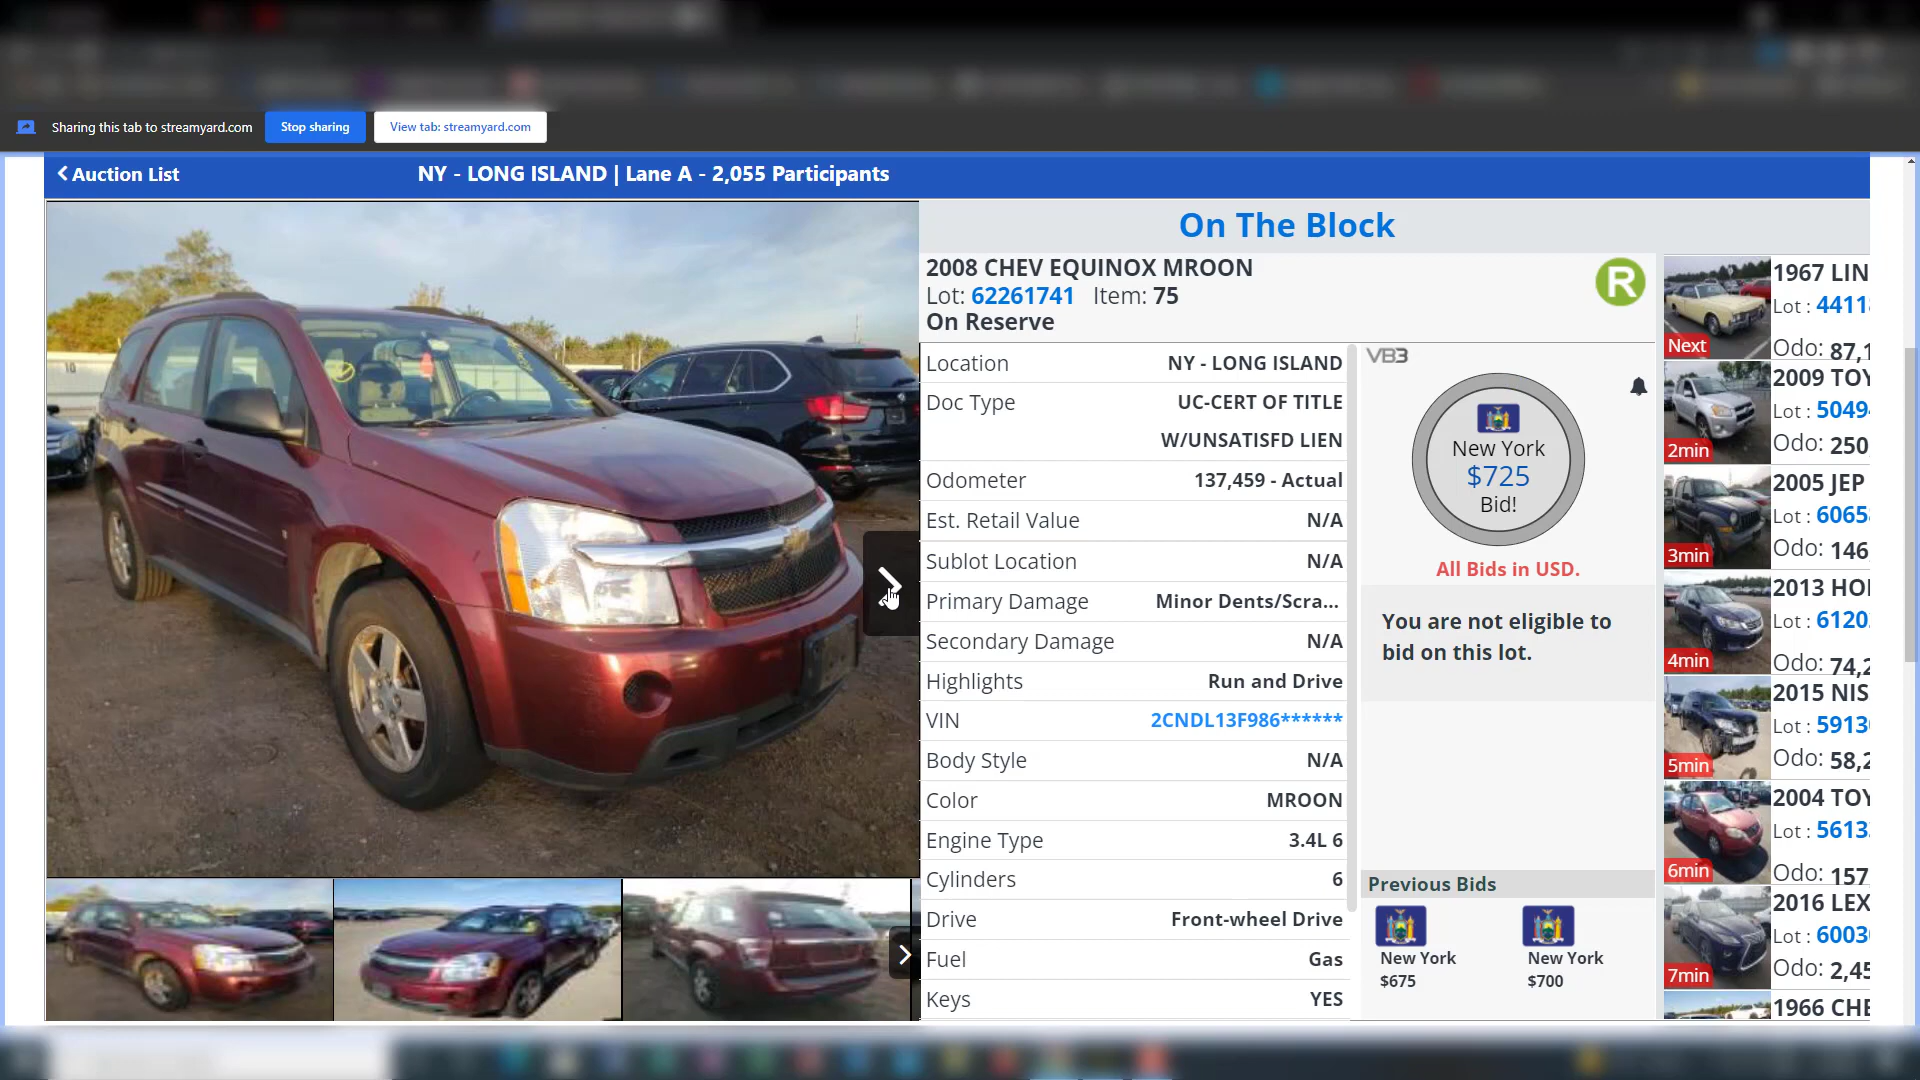 Sharing this tab to streamyard.com
Stop sharing
View tab: streamyard.com
Auction List
NY - LONG ISLAND | Lane A - 2,055 Participants
On The Block
2008 CHEV EQUINOX MROON
Lot: 62261741 Item: 75
On Reserve
R
Location NY - LONG ISLAND
Doc Type UC-CERT OF TITLE
W/UNSATISFD LIEN
Odometer 137,459 - Actual
Est. Retail Value N/A
Sublot Location N/A
Primary Damage Minor Dents/Scra...
Secondary Damage N/A
Highlights Run and Drive
VIN 2CNDL13F986******
Body Style N/A
Color MROON
Engine Type 3.4L 6
Cylinders 6
Drive Front-wheel Drive
Fuel Gas
Keys YES
VB3
New York
$725
Bid!
All Bids in USD.
You are not eligible to
bid on this lot.
Previous Bids
New York
$675
New York
$700
Next
1967 LIN
Lot : 4411
Odo: 87,1
2min
2009 TOY
Lot : 5049
Odo: 250
3min
2005 JEP
Lot : 6065
Odo: 146
4min
2013 HO
Lot : 6120
Odo: 74,2
5min
2015 NIS
Lot : 5913
Odo: 58,2
6min
2004 TOY
Lot : 5613
Odo: 157
7min
2016 LEX
Lot : 6003
Odo: 2,45
1966 CHE